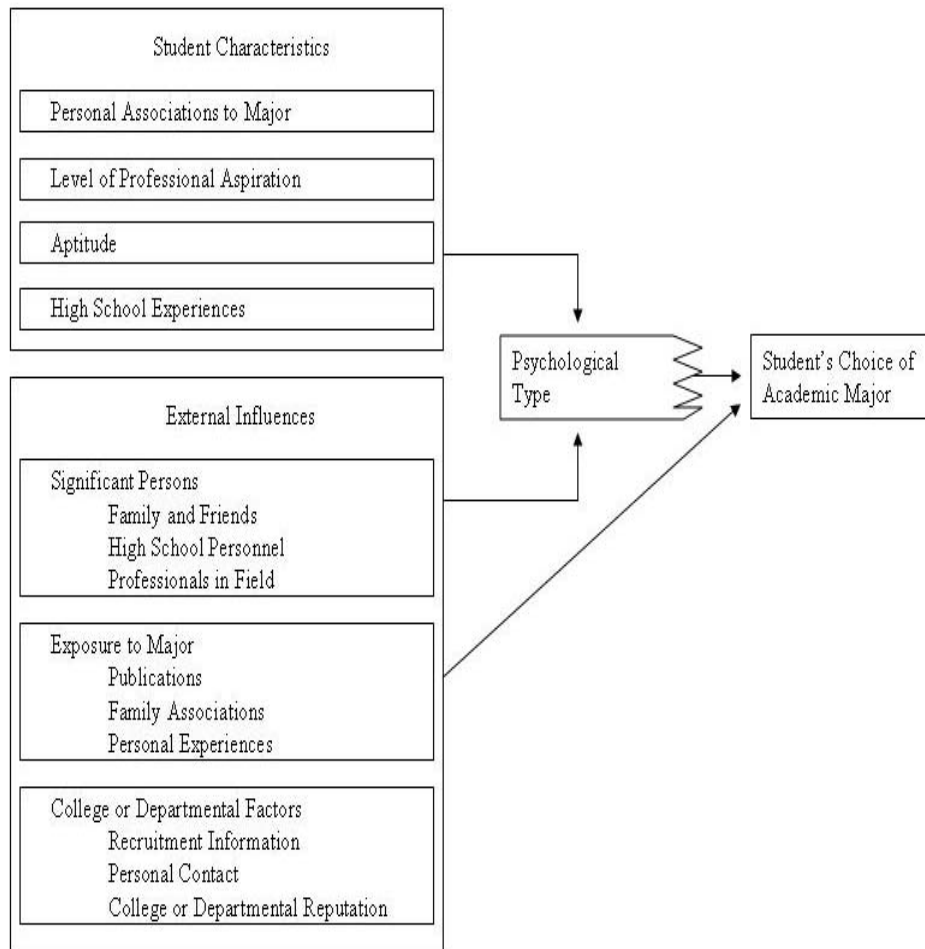 Student Characteristics
Personal Associations to Major
Level of Professional Aspiration
Aptitude
High School Experiences
Psychological
Type
Student's Choice of
Academic Major
External Influences
Significant Persons
Family and Friends
High School Personnel
Professionals in Field
Exposure to Major
Publications
Family Associations
Personal Experiences
College or Departmental Factors
Recruitment Information
Personal Contact
College or Departmental Reputation